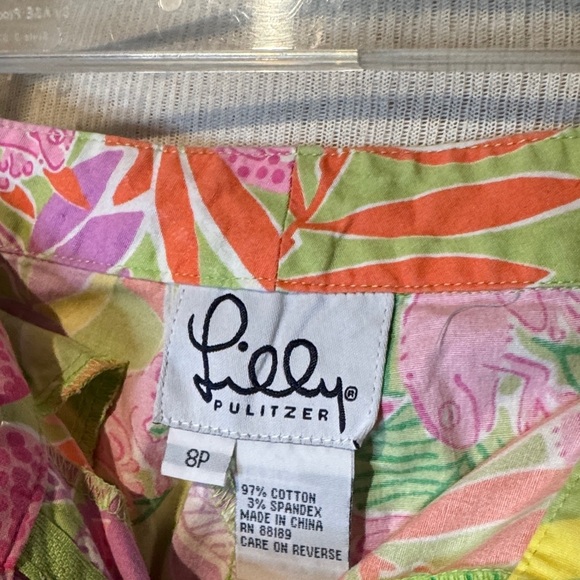 Lilly®
PULITZER
8P
97% COTTON
3% SPANDEX
MADE IN CHINA
RN 88189
CARE ON REVERSE